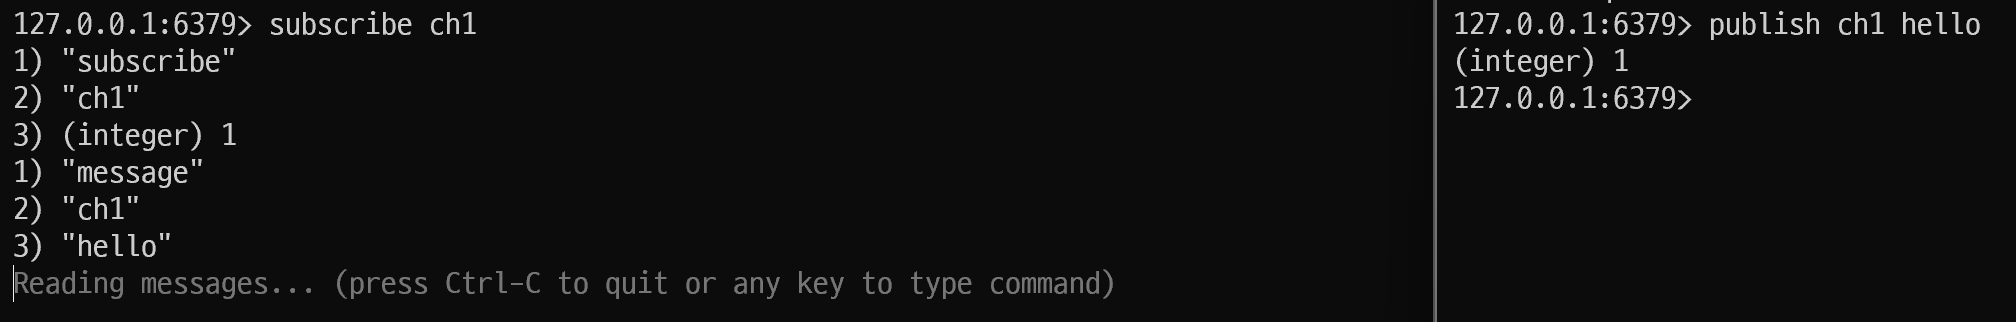 127.0.0.1:6379> subscribe ch1
1) "subscribe"
2) "ch1"
3) (integer) 1
1) "message"
2) "ch1"
3) "hello"
Reading messages... (press Ctrl-C to quit or any key to type command)
127.0.0.1:6379> publish ch1 hello
(integer) 1
127.0.0.1:6379>